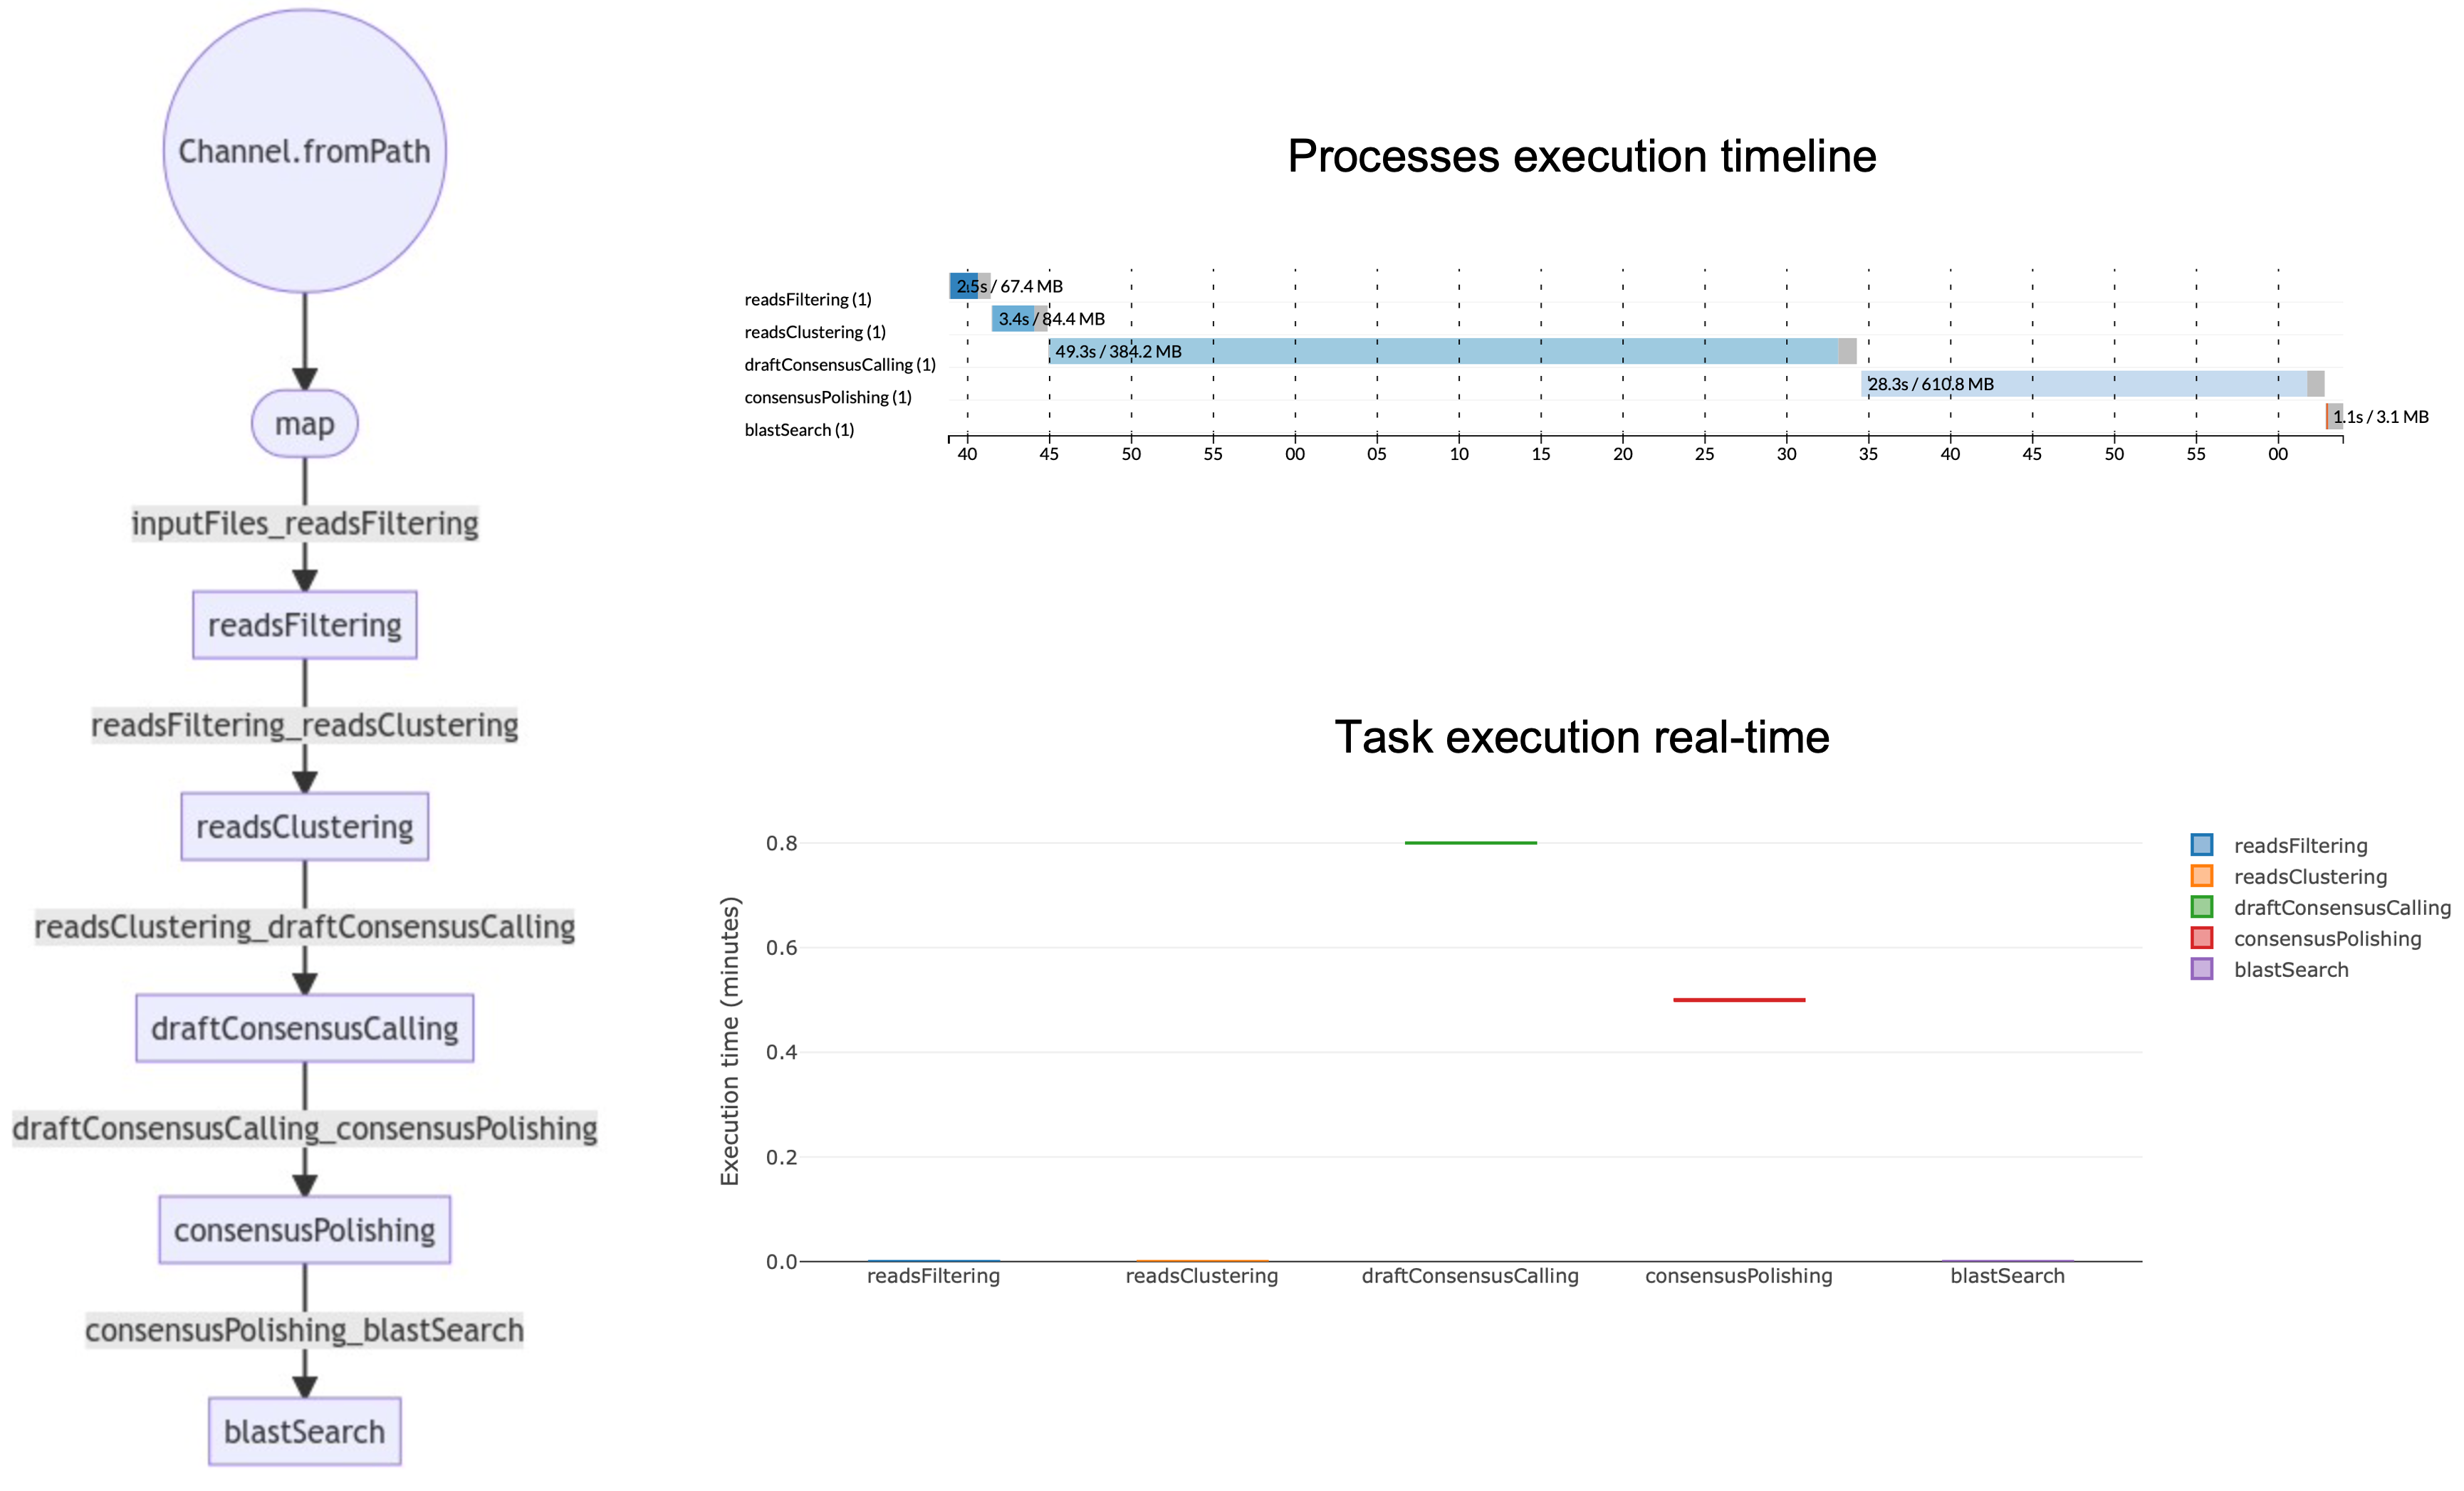 Channel.fromPath
map
inputFiles_readsFiltering
readsFiltering
readsFiltering_readsClustering
readsClustering
readsClustering_draftConsensusCalling
draftConsensusCalling
draftConsensusCalling_consensusPolishing
consensusPolishing
consensusPolishing_blastSearch
blastSearch
Processes execution timeline
readsFiltering (1)
2.5s / 67.4 MB
readsClustering (1)
3.4s / 84.4 MB
draftConsensusCalling (1)
49.3s / 384.2 MB
consensusPolishing (1)
28.3s / 610.8 MB
blastSearch (1)
1.1s / 3.1 MB
40 45 50 55 00 05 10 15 20 25 30 35 40 45 50 55 00
Task execution real-time
Execution time (minutes)
0.8
0.6
0.4
0.2
0.0
readsFiltering readsClustering draftConsensusCalling consensusPolishing blastSearch
readsFiltering
readsClustering
draftConsensusCalling
consensusPolishing
blastSearch